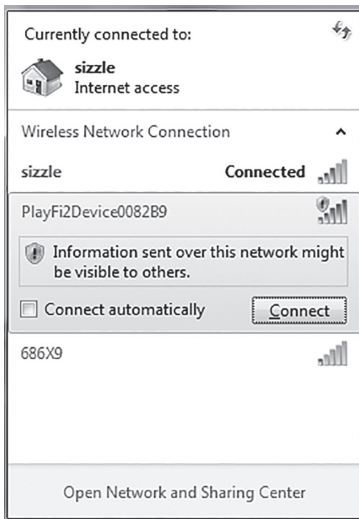 Currently connected to:
sizzle
Internet access
Wireless Network Connection
sizzle Connected
PlayFi2Device0082B9
Information sent over this network might
be visible to others.
Connect automatically Connect
686X9
Open Network and Sharing Center